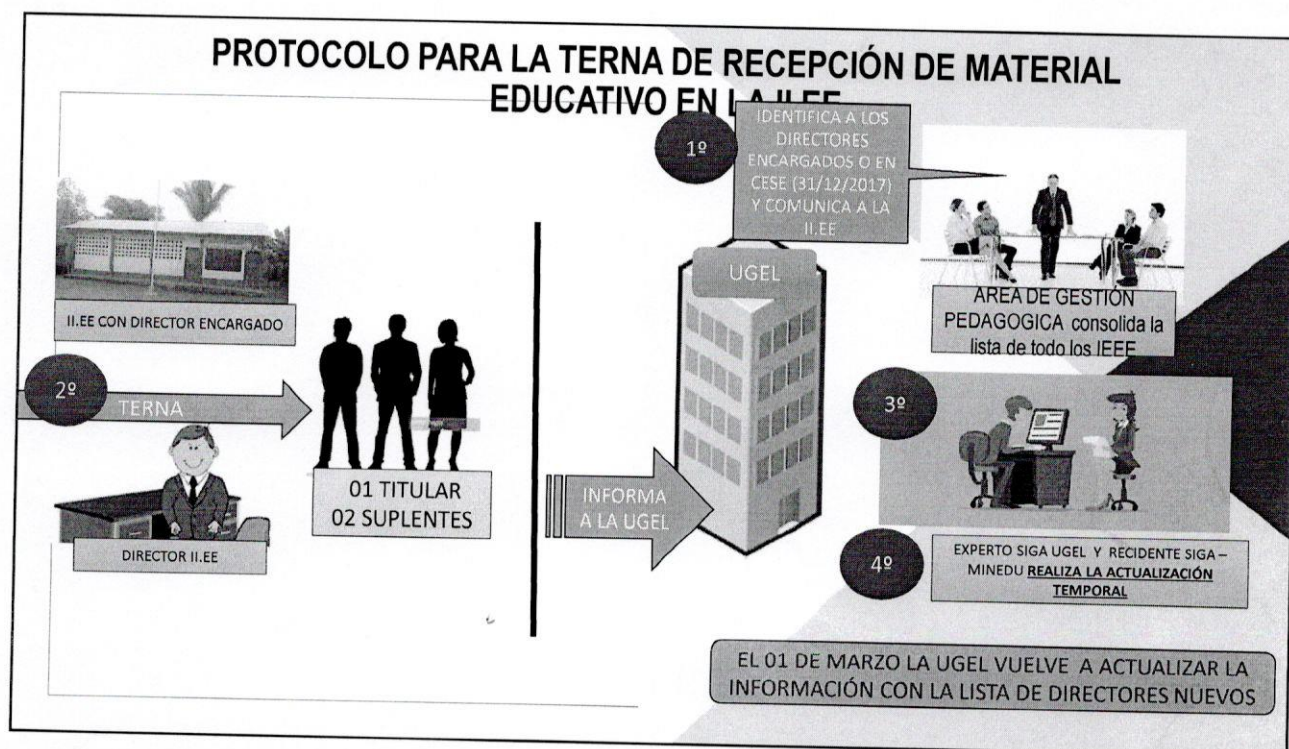 PROTOCOLO PARA LA TERNA DE RECEPCIÓN DE MATERIAL
EDUCATIVO EN LA II.EE
1º
IDENTIFICA A LOS
DIRECTORES
ENCARGADOS O EN
CESE (31/12/2017)
Y COMUNICA A LA
II.EE
UGEL
AREA DE GESTIÓN
PEDAGOGICA consolida la
lista de todo los IEEE
II.EE CON DIRECTOR ENCARGADO
2º
TERNA
DIRECTOR II.EE
01 TITULAR
02 SUPLENTES
INFORMA
A LA UGEL
3º
4º
EXPERTO SIGA UGEL Y RECIDENTE SIGA –
MINEDU REALIZA LA ACTUALIZACIÓN
TEMPORAL
EL 01 DE MARZO LA UGEL VUELVE A ACTUALIZAR LA
INFORMACIÓN CON LA LISTA DE DIRECTORES NUEVOS